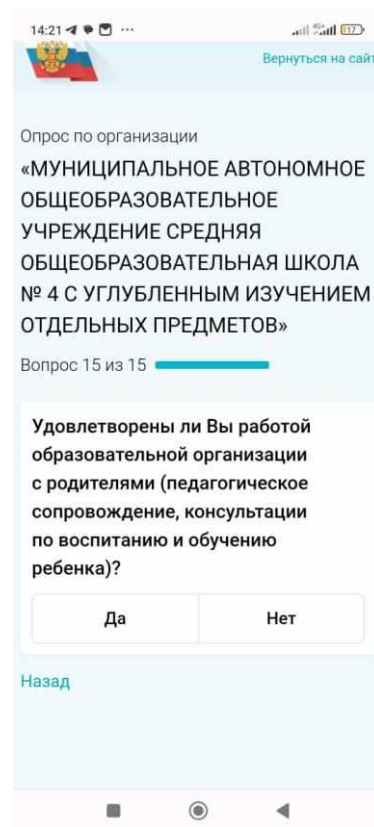 14:21
Вернуться на сайт
Опрос по организации
«МУНИЦИПАЛЬНОЕ АВТОНОМНОЕ
ОБЩЕОБРАЗОВАТЕЛЬНОЕ
УЧРЕЖДЕНИЕ СРЕДНЯЯ
ОБЩЕОБРАЗОВАТЕЛЬНАЯ ШКОЛА
№ 4 С УГЛУБЛЕННЫМ ИЗУЧЕНИЕМ
ОТДЕЛЬНЫХ ПРЕДМЕТОВ»
Вопрос 15 из 15
Удовлетворены ли Вы работой
образовательной организации
с родителями (педагогическое
сопровождение, консультации
по воспитанию и обучению
ребенка)?
Да Нет
Назад